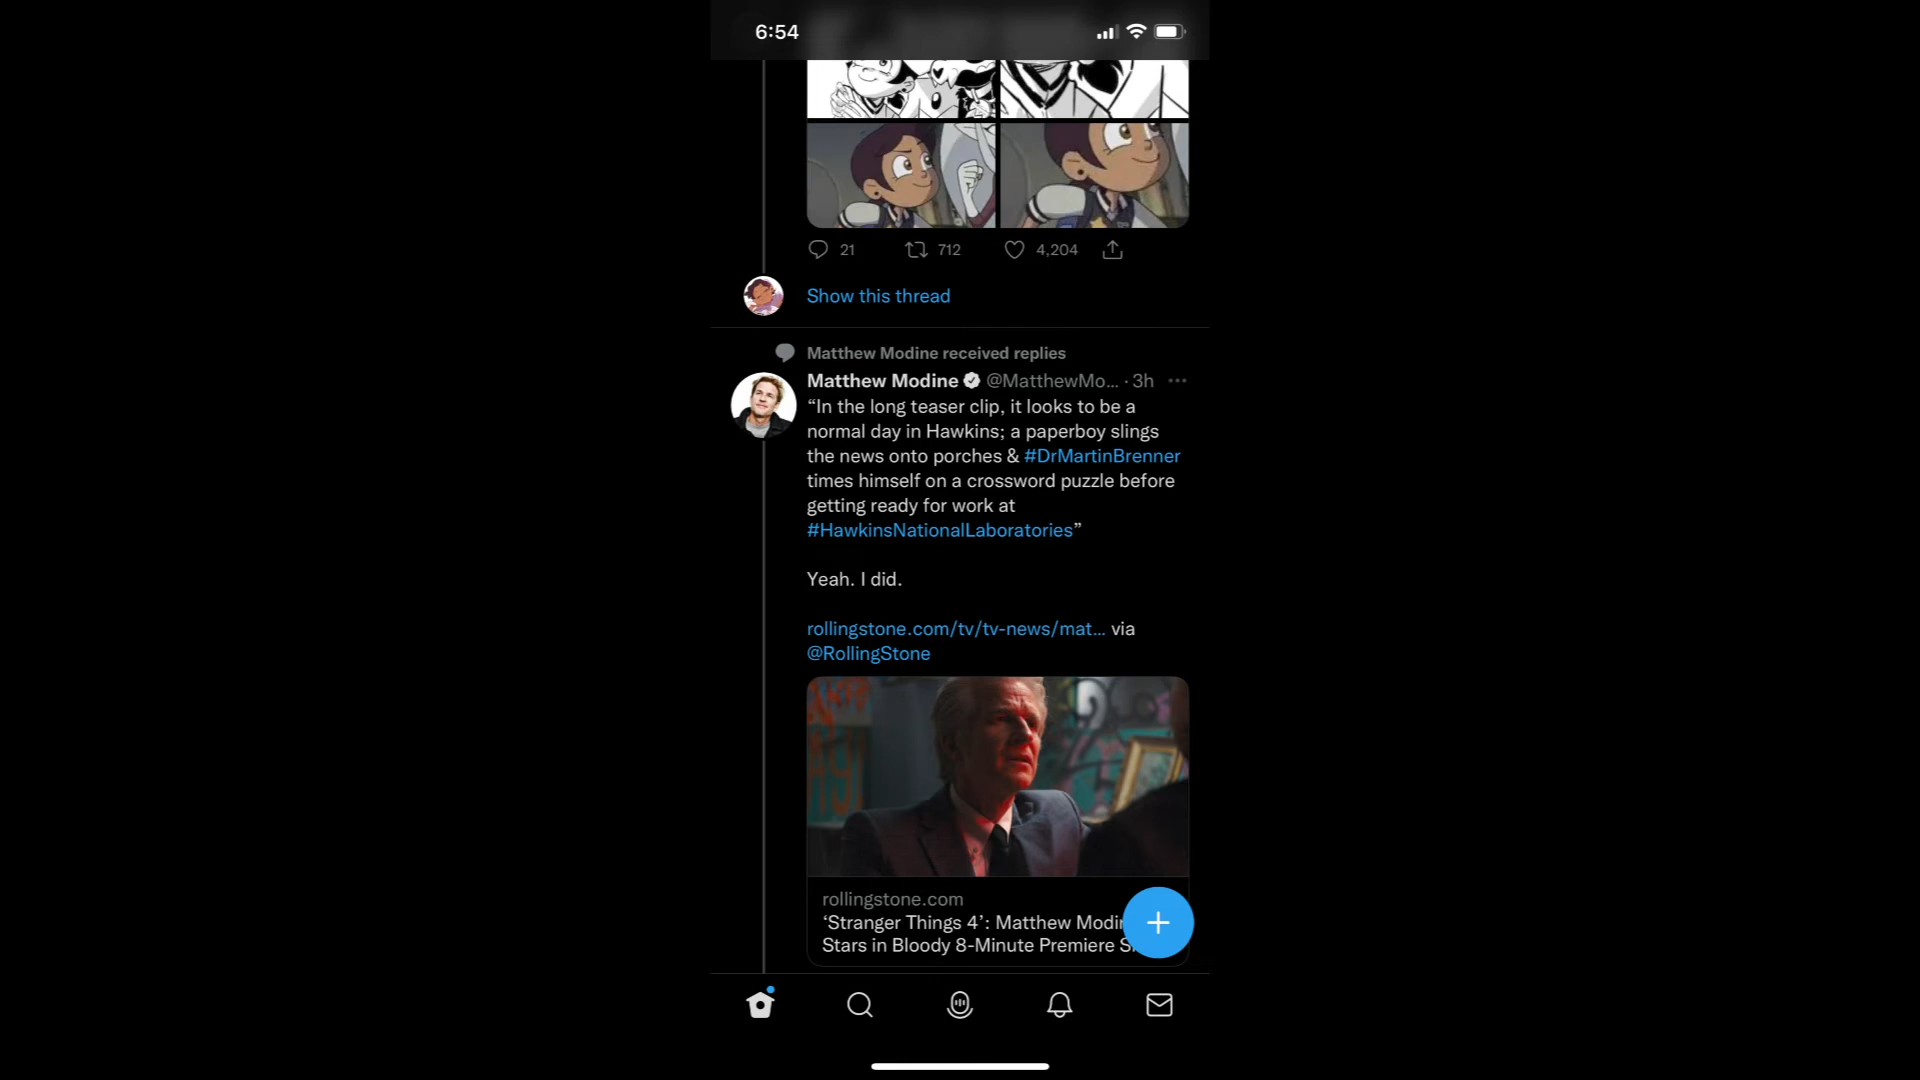 6:54
21 712 4,204
Show this thread
Matthew Modine received replies
Matthew Modine @MatthewMo... · 3h
“In the long teaser clip, it looks to be a
normal day in Hawkins; a paperboy slings
the news onto porches & #DrMartinBrenner
times himself on a crossword puzzle before
getting ready for work at
#HawkinsNationalLaboratories”
Yeah. I did.
rollingstone.com/tv/tv-news/mat... via
@RollingStone
rollingstone.com
‘Stranger Things 4’: Matthew
Stars in Bloody 8-Minute Premiere